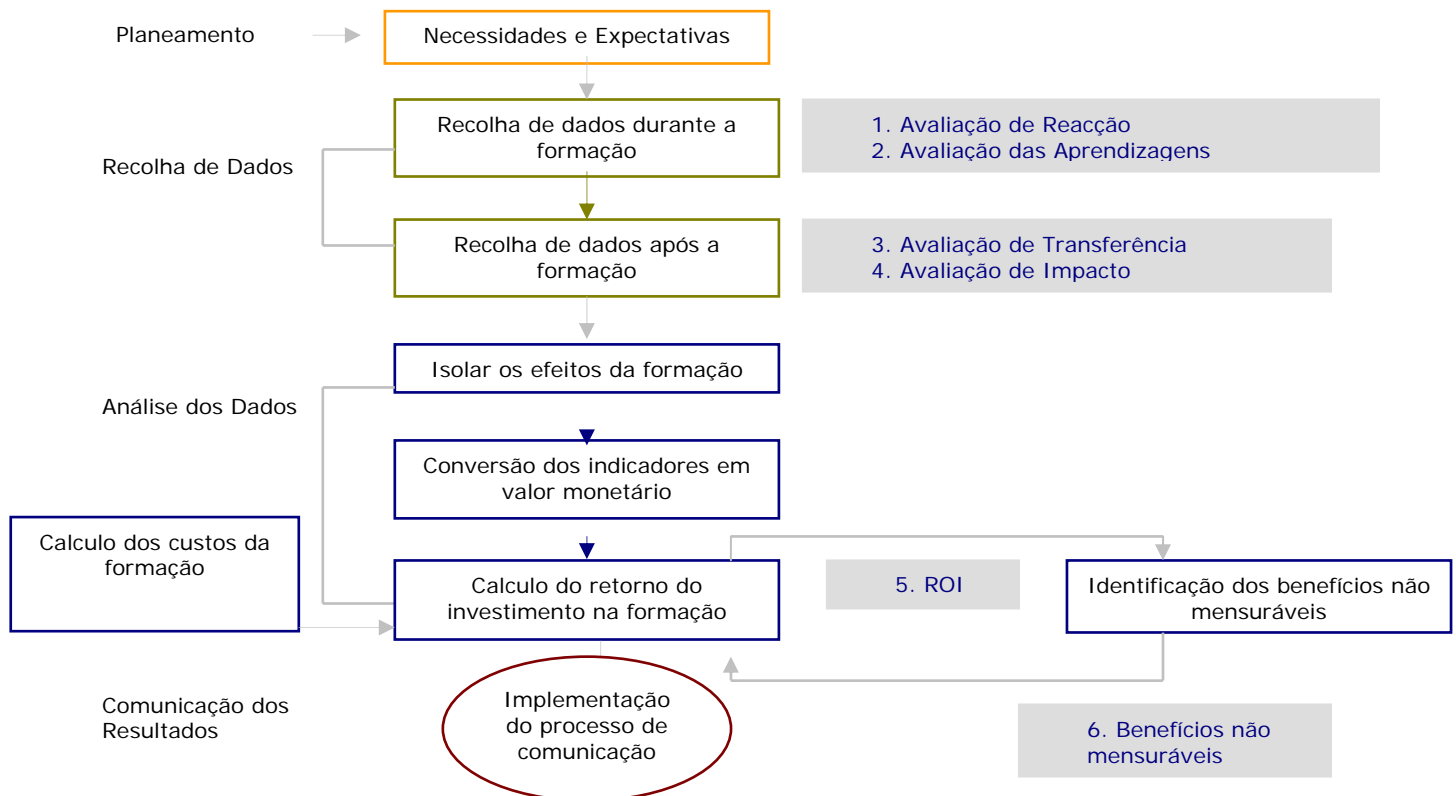 Planeamento
Necessidades e Expectativas
Recolha de dados durante a
formação
1. Avaliação de Reacção
2. Avaliação das Aprendizagens
Recolha de Dados
Recolha de dados após a
formação
3. Avaliação de Transferência
4. Avaliação de Impacto
Isolar os efeitos da formação
Análise dos Dados
Conversão dos indicadores em
valor monetário
Calculo dos custos da
formação
Calculo do retorno do
investimento na formação
5. ROI
Identificação dos benefícios não
mensuráveis
Comunicação dos
Resultados
Implementação
do processo de
comunicação
6. Benefícios não
mensuráveis